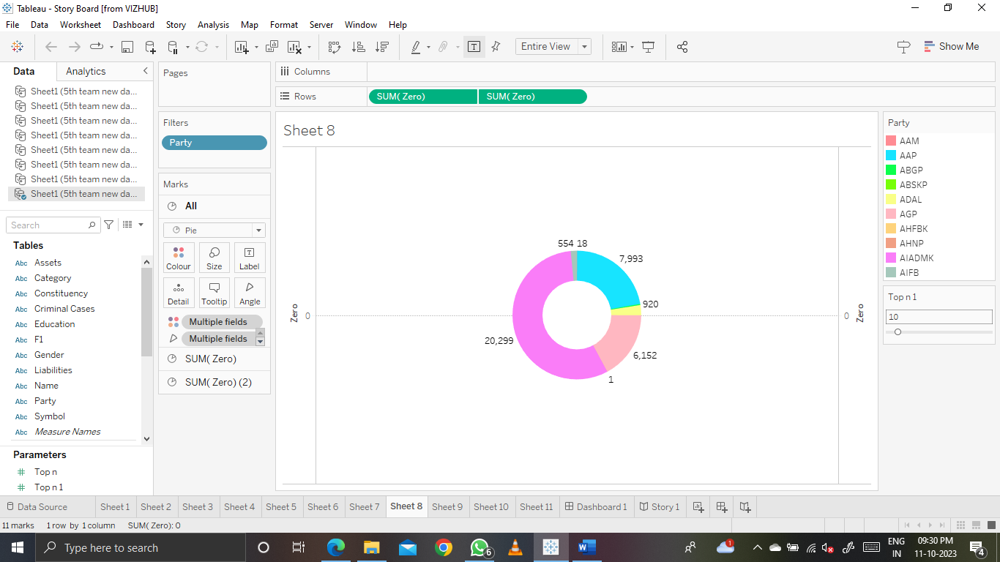 Tableau - Story Board [from VIZHUB]
File Data Worksheet Dashboard Story Analysis Map Format Server Window Help
Entire View
Show Me
Data Analytics
Sheet1 (5th team new da...
Sheet1 (5th team new da...
Sheet1 (5th team new da...
Sheet1 (5th team new da...
Sheet1 (5th team new da...
Sheet1 (5th team new da...
Sheet1 (5th team new da...
Sheet1 (5th team new da...
Search
Tables
Abc Assets
Abc Category
Abc Constituency
Abc Criminal Cases
Abc Education
Abc F1
Abc Gender
Abc Liabilities
Abc Name
Abc Party
Abc Symbol
Abc Measure Names
Parameters
# Top n
# Top n 1
Pages
Filters
Party
Marks
All
Pie
Colour Size Label
Detail Tooltip Angle
Multiple fields
Multiple fields
SUM( Zero)
SUM( Zero) (2)
Columns
Rows SUM( Zero) SUM( Zero)
Sheet 8
554 18
7,993
920
Zero 0
0 Zero
20,299
6,152
1
Party
AAM
AAP
ABGP
ABSKP
ADAL
AGP
AHFBK
AHNP
AIADMK
AIFB
Top n 1
10
Data Source Sheet 1 Sheet 2 Sheet 3 Sheet 4 Sheet 5 Sheet 6 Sheet 7 Sheet 8 Sheet 9 Sheet 10 Sheet 11 Dashboard 1 Story 1
11 marks 1 row by 1 column SUM( Zero): 0
Type here to search
6
1
ENG
IN
09:30 PM
11-10-2023
4